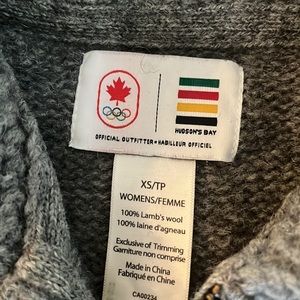 HUDSON'S BAY
OFFICIAL OUTFITTER • HABILLEUR OFFICIEL
XS/TP
WOMENS/FEMME
100% Lamb's wool
100% laine d'agneau
Exclusive of Trimming
Garniture non comprise
Made in China
Fabriqué en Chine
CA00234